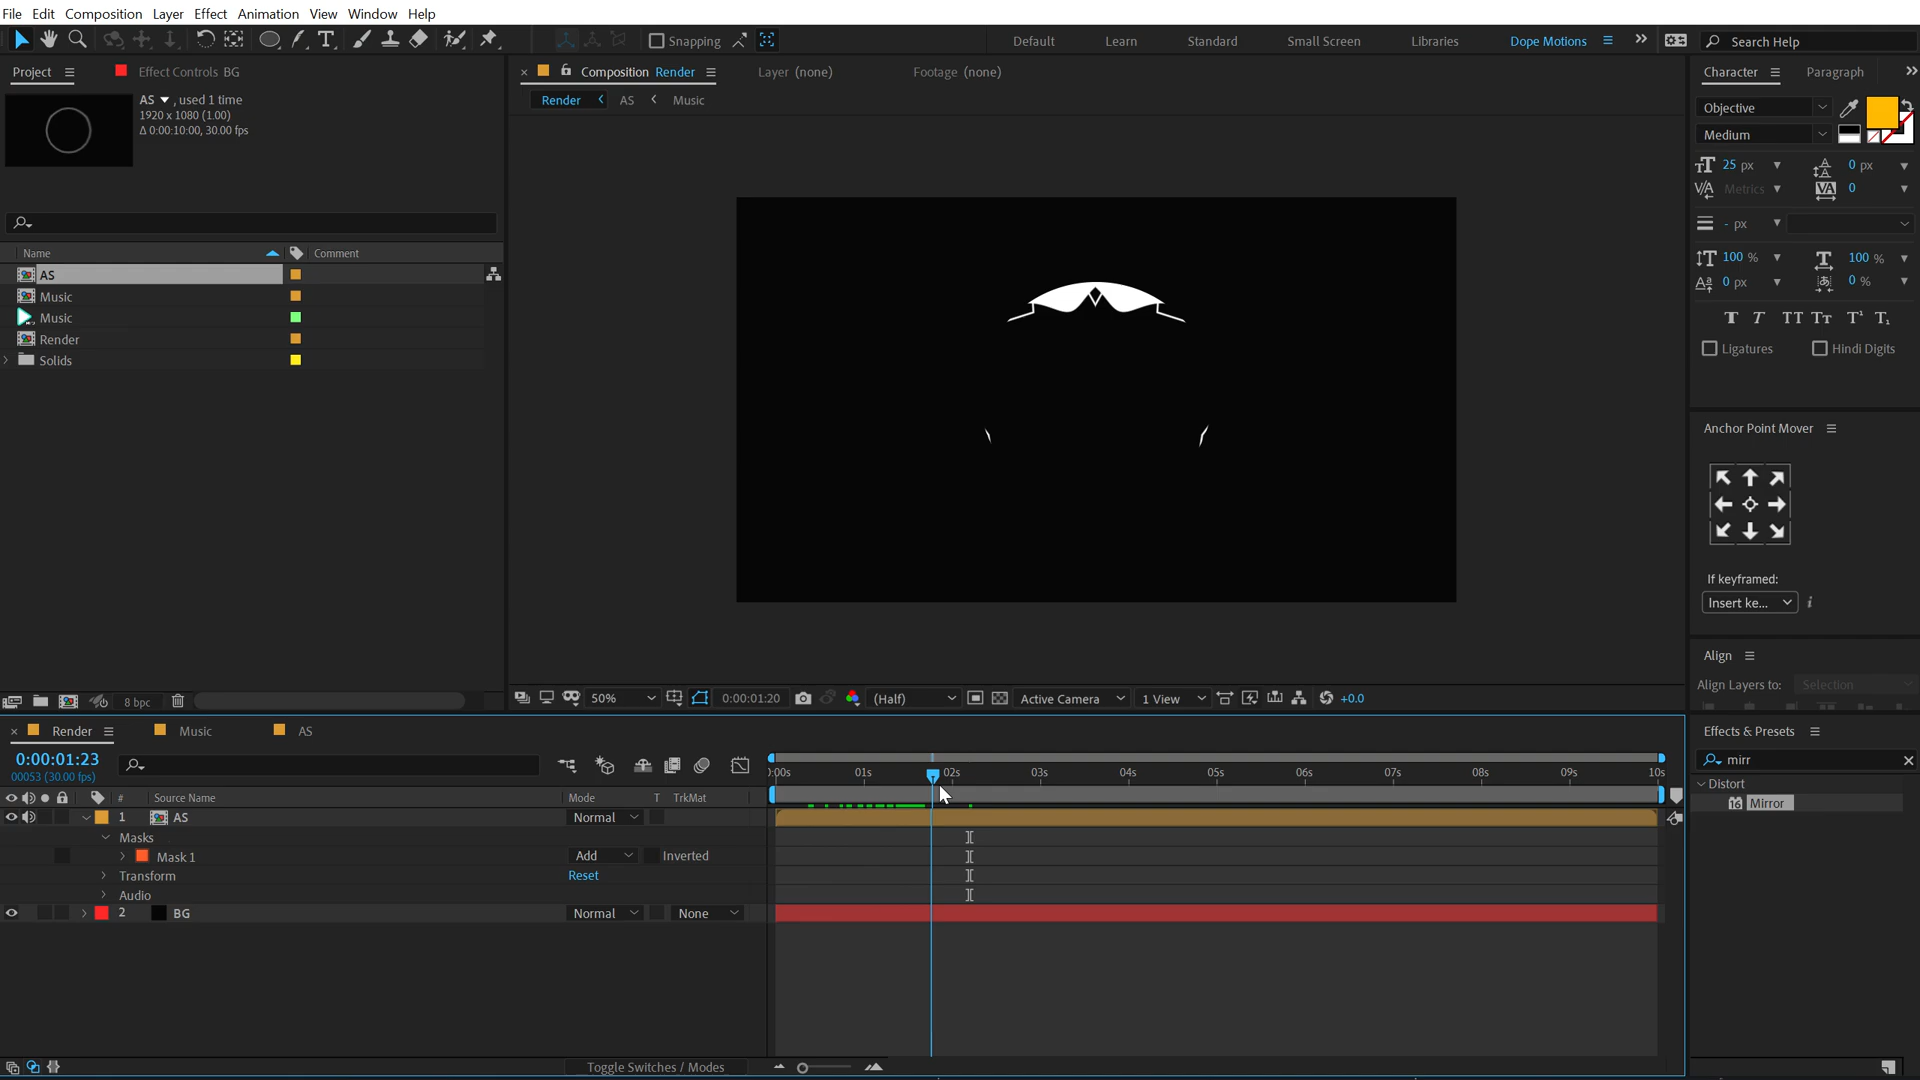 File Edit Composition Layer Effect Animation View Window Help
Snapping Default Learn Standard Small Screen Libraries Dope Motions Search Help
Project Effect Controls BG
AS , used 1 time
1920 x 1080 (1.00)
Δ 0:00:10:00, 30.00 fps
Name Comment
AS
Music
Music
Render
Solids
8 bpc
Composition Render Layer (none) Footage (none)
Render AS Music
50% 0:00:01:20 (Half) Active Camera 1 View +0.0
Character Paragraph
Objective
Medium
25 px 0 px
Metrics 0
- px
100 % 100 %
0 px 0 %
Ligatures Hindi Digits
Anchor Point Mover
If keyframed:
Insert ke...
Align
Align Layers to: Selection
Effects & Presets
mirr
Distort
Mirror
Render Music AS
0:00:01:23
00053 (30.00 fps)
# Source Name Mode T TrkMat
1 AS Normal
Masks
Mask 1 Add Inverted
Transform Reset
Audio
2 BG Normal None
:00s 01s 02s 03s 04s 05s 06s 07s 08s 09s 10s
Toggle Switches / Modes